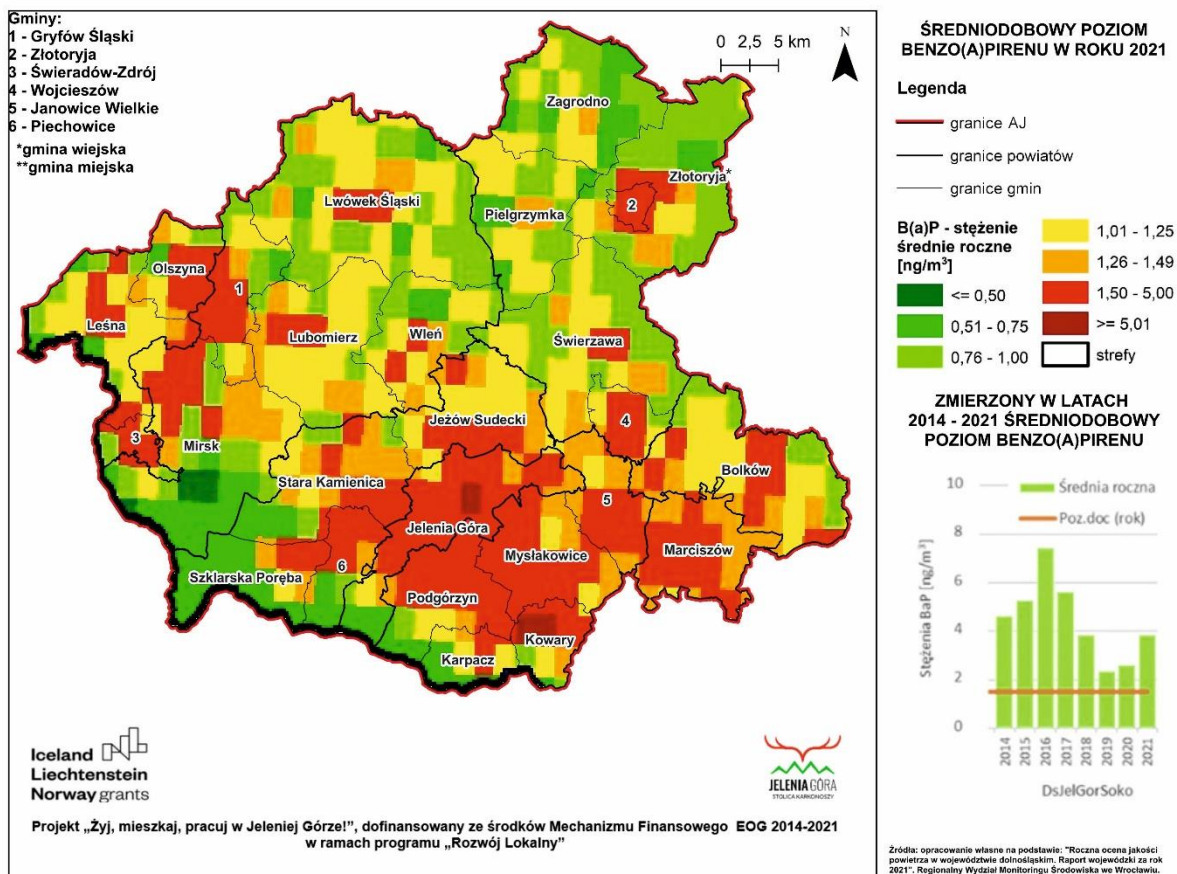 Gminy:
1 - Gryfów Śląski
2 - Złotoryja
3 - Świeradów-Zdrój
4 - Wojcieszów
5 - Janowice Wielkie
6 - Piechowice
*gmina wiejska
**gmina miejska
0 2,5 5 km
N
Zagrodno
Złotoryja*
2
Lwówek Śląski
Pielgrzymka
Olszyna
1
Leśna
Lubomierz
Wleń
Świerzawa
3
Mirsk
Jeżów Sudecki
4
Bolków
Stara Kamienica
5
Jelenia Góra
Mysłakowice
Marciszów
6
Szklarska Poręba
Podgórzyn
Kowary
Karpacz
Iceland
Liechtenstein
Norway grants
JELENIA GÓRA
STOLICA KARKONOSZY
Projekt „Żyj, mieszkaj, pracuj w Jeleniej Górze!”, dofinansowany ze środków Mechanizmu Finansowego EOG 2014-2021
w ramach programu „Rozwój Lokalny”
ŚREDNIODOBOWY POZIOM
BENZO(A)PIRENU W ROKU 2021
Legenda
granice AJ
granice powiatów
granice gmin
B(a)P - stężenie
średnie roczne
[ng/m³]
<= 0,50
0,51 - 0,75
0,76 - 1,00
1,01 - 1,25
1,26 - 1,49
1,50 - 5,00
>= 5,01
strefy
ZMIERZONY W LATACH
2014 - 2021 ŚREDNIODOBOWY
POZIOM BENZO(A)PIRENU
Średnia roczna
Poz.doc (rok)
Stężenia BaP [ng/m³]
10
8
6
4
2
0
2014
2015
2016
2017
2018
2019
2020
2021
DsJelGorSoko
Źródła: opracowanie własne na podstawie: "Roczna ocena jakości
powietrza w województwie dolnośląskim. Raport wojewódzki za rok
2021". Regionalny Wydział Monitoringu Środowiska we Wrocławiu.